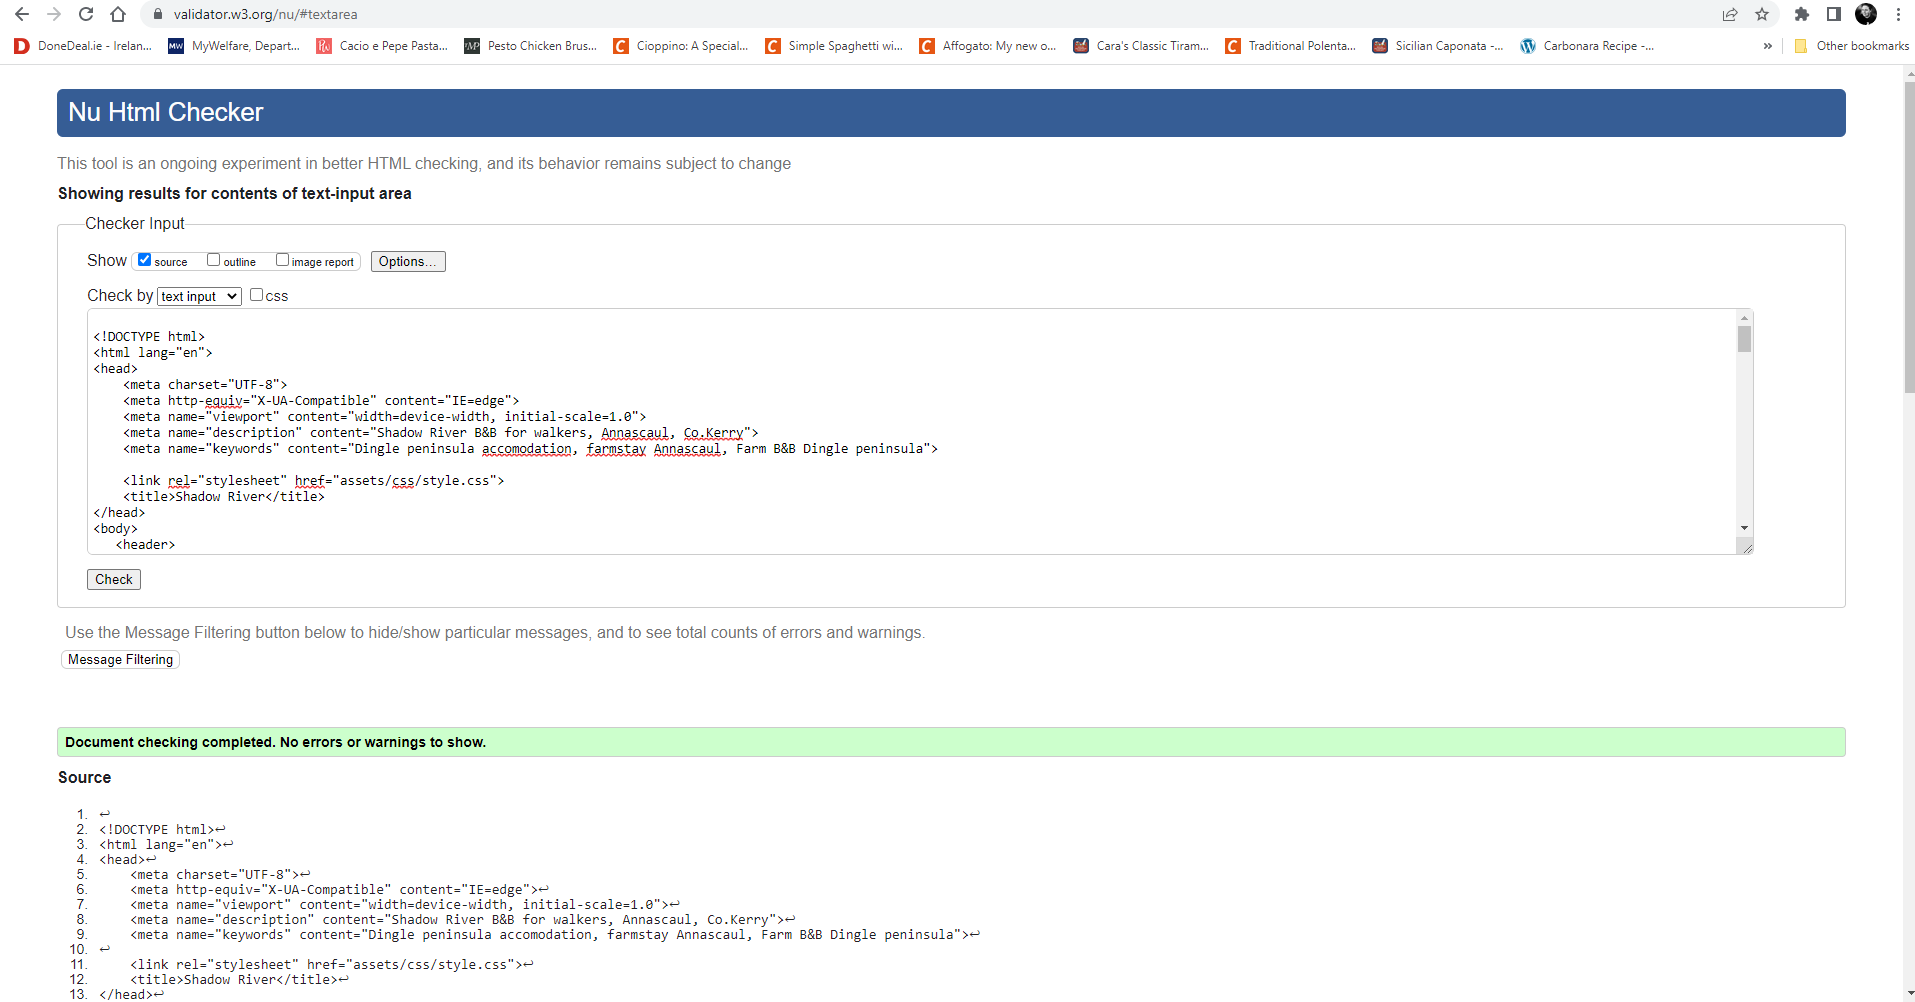 validator.w3.org/nu/#textarea
DoneDeal.ie - Irelan... MyWelfare, Depart... Cacio e Pepe Pasta... Pesto Chicken Brus... Cioppino: A Special... Simple Spaghetti wi... Affogato: My new o... Cara's Classic Tiram... Traditional Polenta... Sicilian Caponata -... Carbonara Recipe -... » Other bookmarks
Nu Html Checker
This tool is an ongoing experiment in better HTML checking, and its behavior remains subject to change
Showing results for contents of text-input area
Checker Input
Show source outline image report Options...
Check by text input css
<!DOCTYPE html>
<html lang="en">
<head>
    <meta charset="UTF-8">
    <meta http-equiv="X-UA-Compatible" content="IE=edge">
    <meta name="viewport" content="width=device-width, initial-scale=1.0">
    <meta name="description" content="Shadow River B&B for walkers, Annascaul, Co.Kerry">
    <meta name="keywords" content="Dingle peninsula accomodation, farmstay Annascaul, Farm B&B Dingle peninsula">
    <link rel="stylesheet" href="assets/css/style.css">
    <title>Shadow River</title>
</head>
<body>
   <header>
Check
Use the Message Filtering button below to hide/show particular messages, and to see total counts of errors and warnings.
Message Filtering
Document checking completed. No errors or warnings to show.
Source
1. ↩
2. <!DOCTYPE html>↩
3. <html lang="en">↩
4. <head>↩
5.     <meta charset="UTF-8">↩
6.     <meta http-equiv="X-UA-Compatible" content="IE=edge">↩
7.     <meta name="viewport" content="width=device-width, initial-scale=1.0">↩
8.     <meta name="description" content="Shadow River B&B for walkers, Annascaul, Co.Kerry">↩
9.     <meta name="keywords" content="Dingle peninsula accomodation, farmstay Annascaul, Farm B&B Dingle peninsula">↩
10. ↩
11.     <link rel="stylesheet" href="assets/css/style.css">↩
12.     <title>Shadow River</title>↩
13. </head>↩